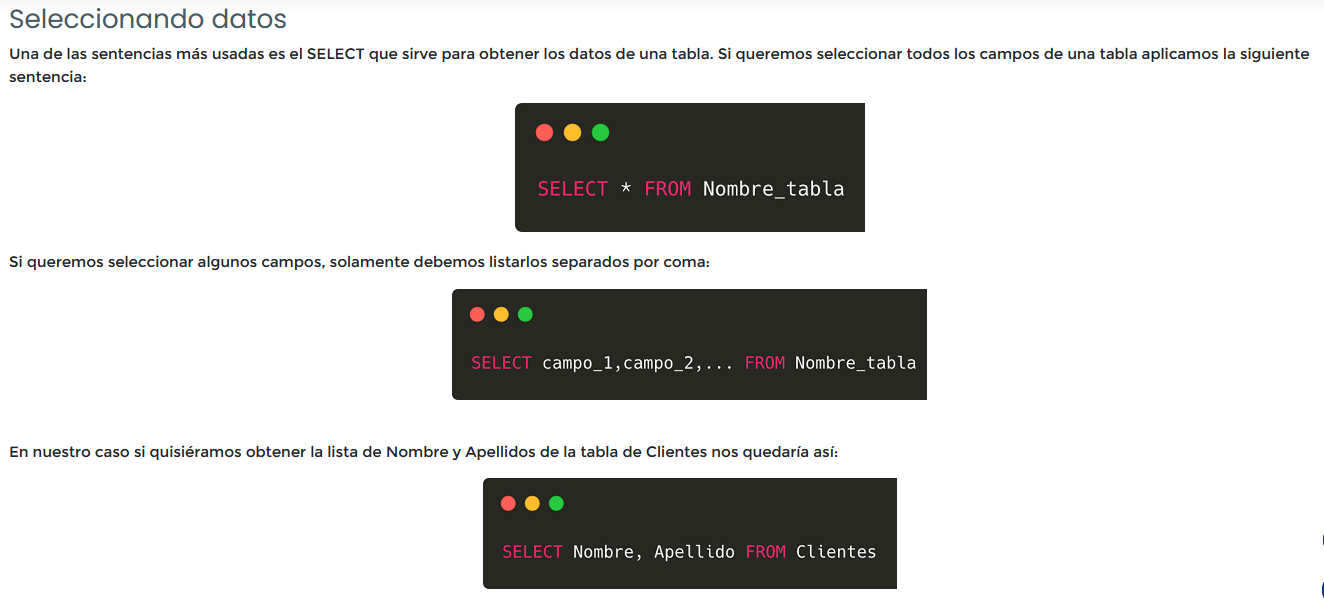 Seleccionando datos
Una de las sentencias más usadas es el SELECT que sirve para obtener los datos de una tabla. Si queremos seleccionar todos los campos de una tabla aplicamos la siguiente
sentencia:
SELECT * FROM Nombre_tabla
Si queremos seleccionar algunos campos, solamente debemos listarlos separados por coma:
SELECT campo_1,campo_2,... FROM Nombre_tabla
En nuestro caso si quisiéramos obtener la lista de Nombre y Apellidos de la tabla de Clientes nos quedaría así:
SELECT Nombre, Apellido FROM Clientes